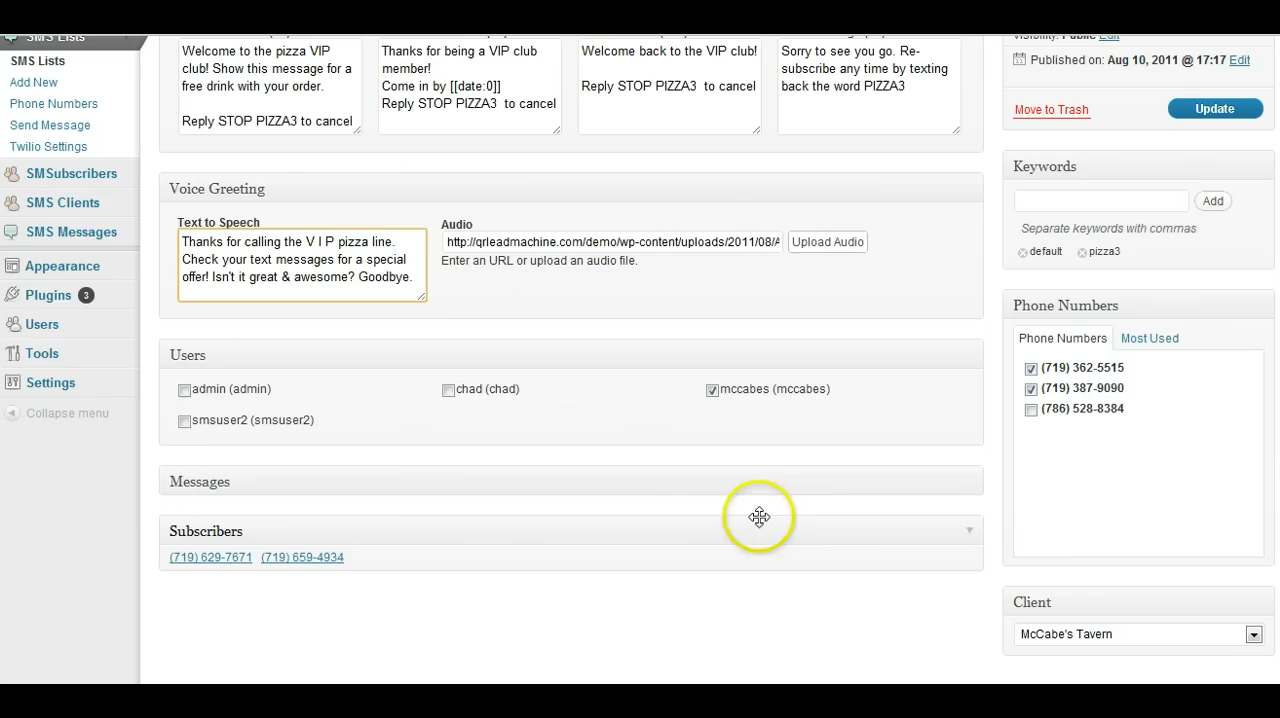 SMS Lists
SMS Lists
Add New
Phone Numbers
Send Message
Twilio Settings
SMSubscribers
SMS Clients
SMS Messages
Appearance
Plugins 3
Users
Tools
Settings
Collapse menu
Welcome to the pizza VIP
club! Show this message for a
free drink with your order.
Reply STOP PIZZA3 to cancel
Thanks for being a VIP club
member!
Come in by [[date:0]]
Reply STOP PIZZA3 to cancel
Welcome back to the VIP club!
Reply STOP PIZZA3 to cancel
Sorry to see you go. Re-
subscribe any time by texting
back the word PIZZA3
Voice Greeting
Text to Speech
Thanks for calling the V I P pizza line.
Check your text messages for a spcial
offer! Isn't it great & awesome? Goodbye.
Audio
http://qrleadmachine.com/demo/wp-content/uploads/2011/08/A
Upload Audio
Enter an URL or upload an audio file.
Users
admin (admin)
chad (chad)
mccabes (mccabes)
smsuser2 (smsuser2)
Messages
Subscribers
(719) 629-7671 (719) 659-4934
Visibility: Public Edit
Published on: Aug 10, 2011 @ 17:17 Edit
Move to Trash
Update
Keywords
Add
Separate keywords with commas
default pizza3
Phone Numbers
Phone Numbers Most Used
(719) 362-5515
(719) 387-9090
(786) 528-8384
Client
McCabe's Tavern